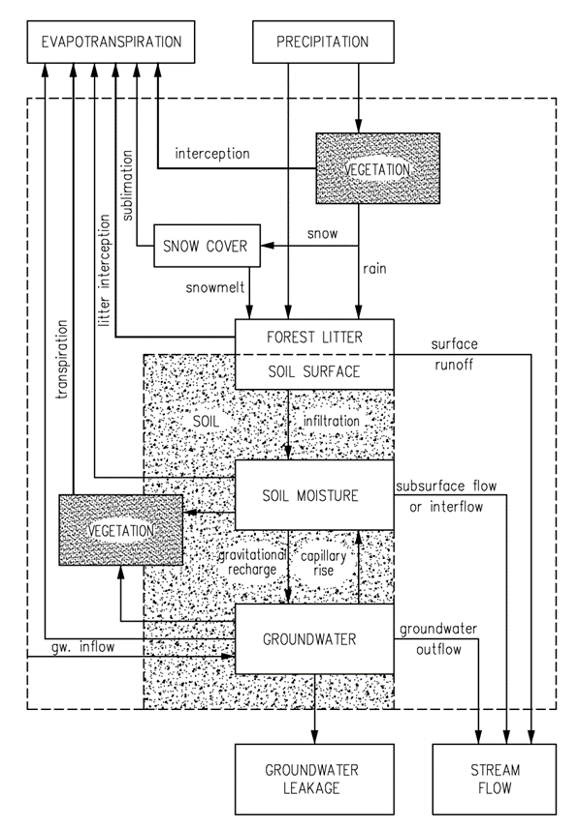 EVAPOTRANSPIRATION
PRECIPITATION
interception
VEGETATION
sublimation
litter interception
transpiration
SNOW COVER
snow
rain
snowmelt
FOREST LITTER
SOIL SURFACE
surface
runoff
SOIL
infiltration
SOIL MOISTURE
subsurface flow
or interflow
VEGETATION
gravitational
recharge
capillary
rise
GROUNDWATER
groundwater
outflow
gw. inflow
GROUNDWATER
LEAKAGE
STREAM
FLOW